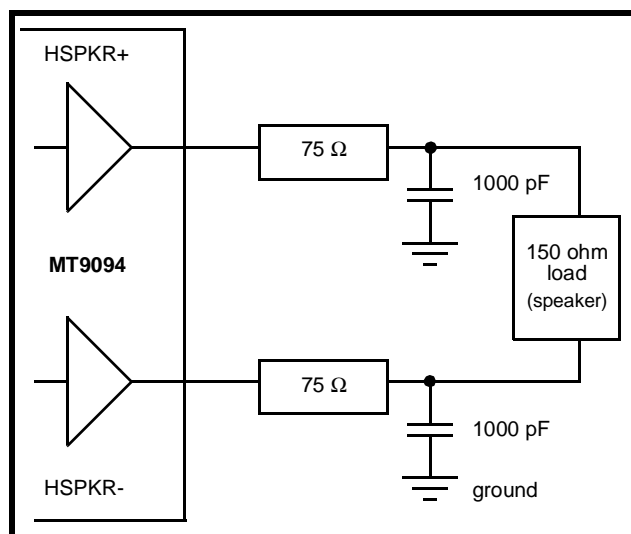 HSPKR+
75 Ω
1000 pF
MT9094
150 ohm
load
(speaker)
75 Ω
1000 pF
HSPKR-
ground